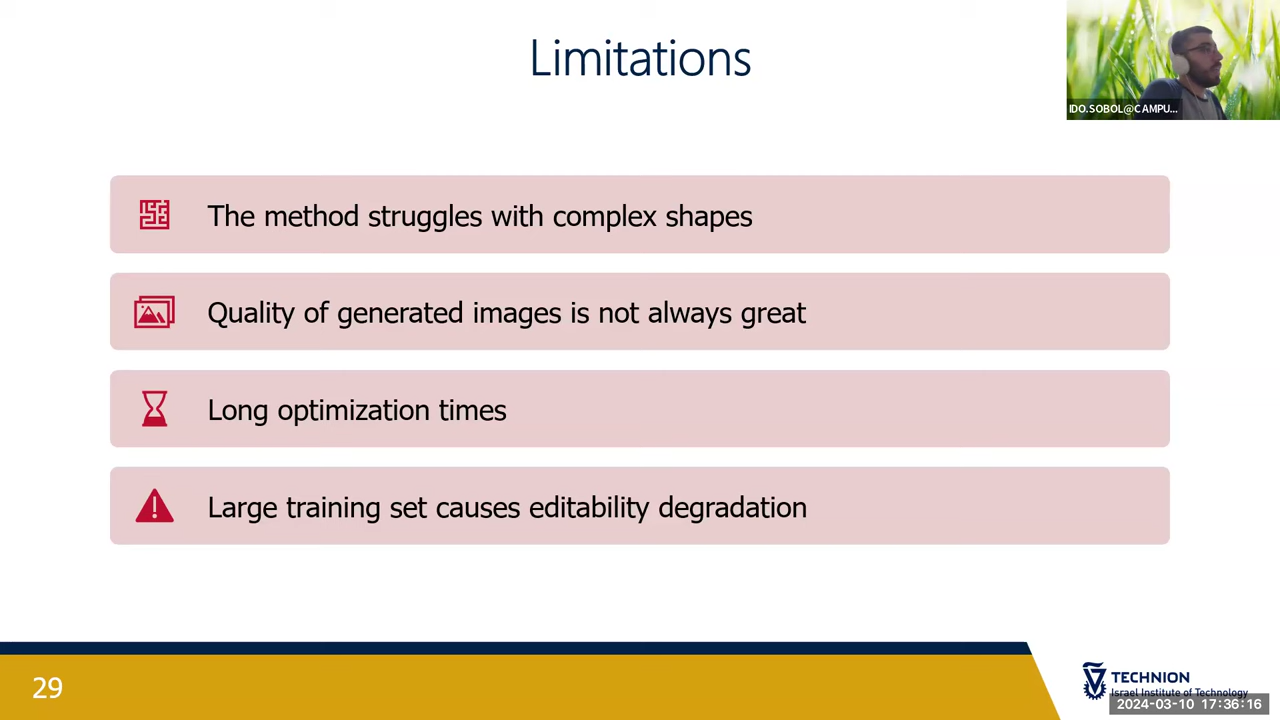 Limitations
IDO.SOBOL@CAMPU...
The method struggles with complex shapes
Quality of generated images is not always great
Long optimization times
Large training set causes editability degradation
29
TECHNION
Israel Institute of Technology
2024-03-10 17:36:16